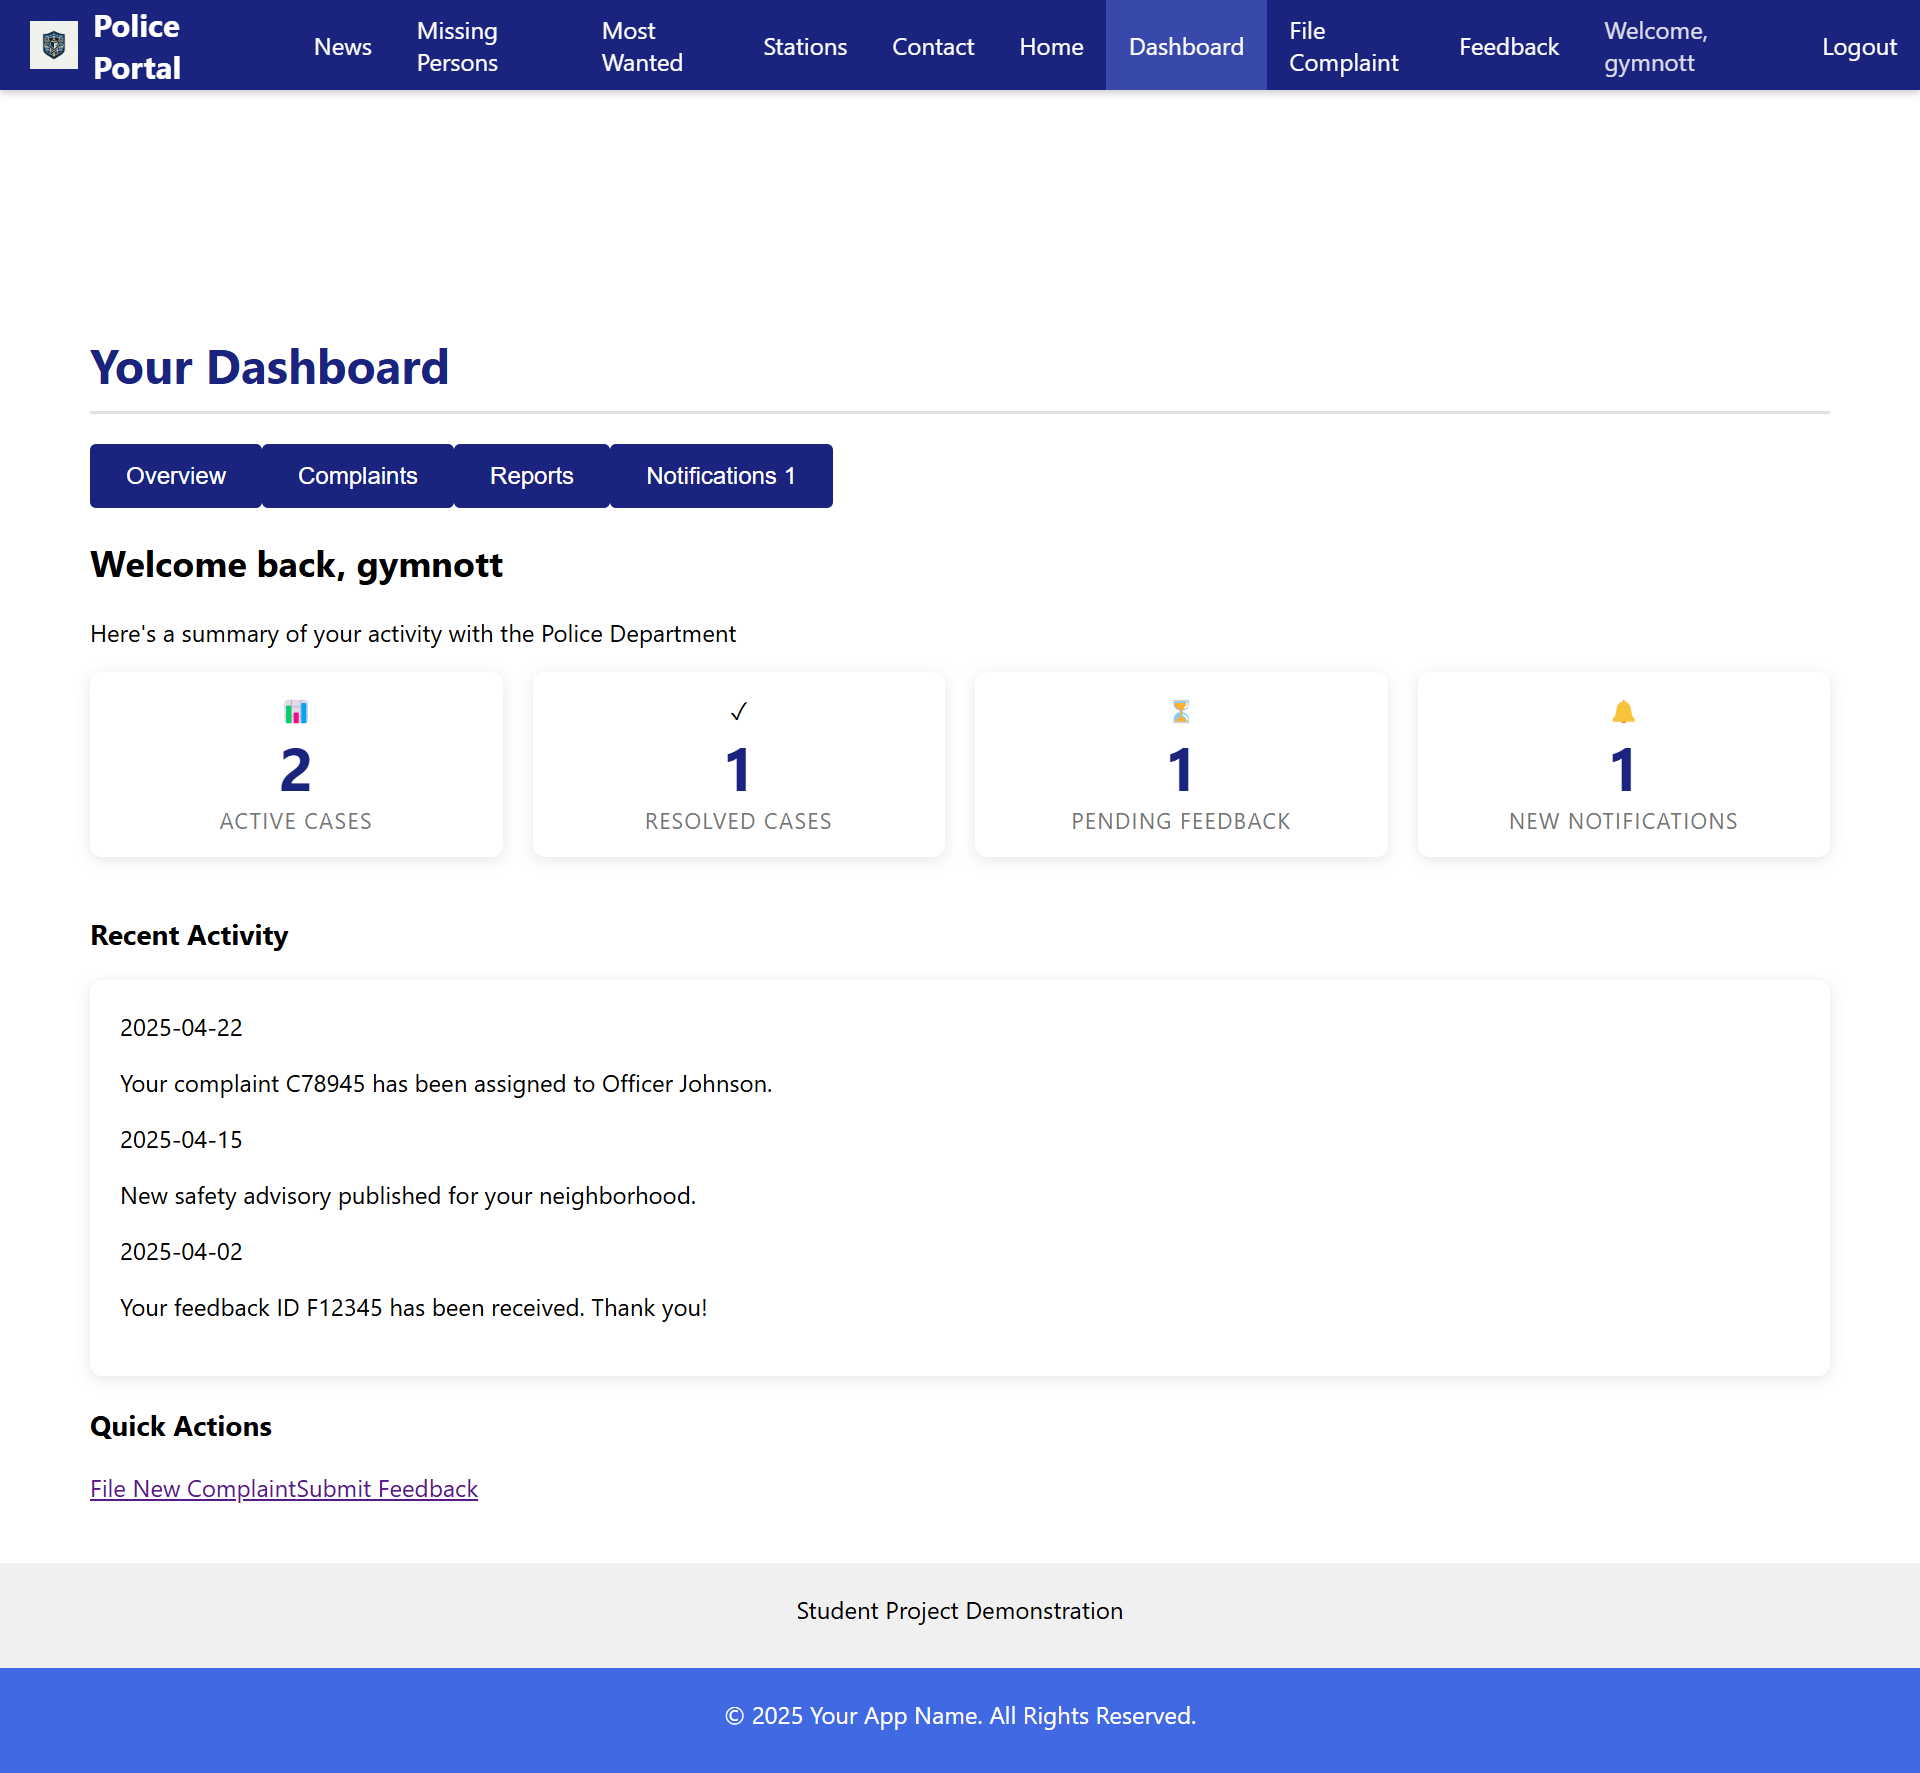 Police
Portal
News
Missing
Persons
Most
Wanted
Stations
Contact
Home
Dashboard
File
Complaint
Feedback
Welcome,
gymnott
Logout
Your Dashboard
Overview
Complaints
Reports
Notifications 1
Welcome back, gymnott
Here's a summary of your activity with the Police Department
2
ACTIVE CASES
✓
1
RESOLVED CASES
1
PENDING FEEDBACK
1
NEW NOTIFICATIONS
Recent Activity
2025-04-22
Your complaint C78945 has been assigned to Officer Johnson.
2025-04-15
New safety advisory published for your neighborhood.
2025-04-02
Your feedback ID F12345 has been received. Thank you!
Quick Actions
File New ComplaintSubmit Feedback
Student Project Demonstration
© 2025 Your App Name. All Rights Reserved.